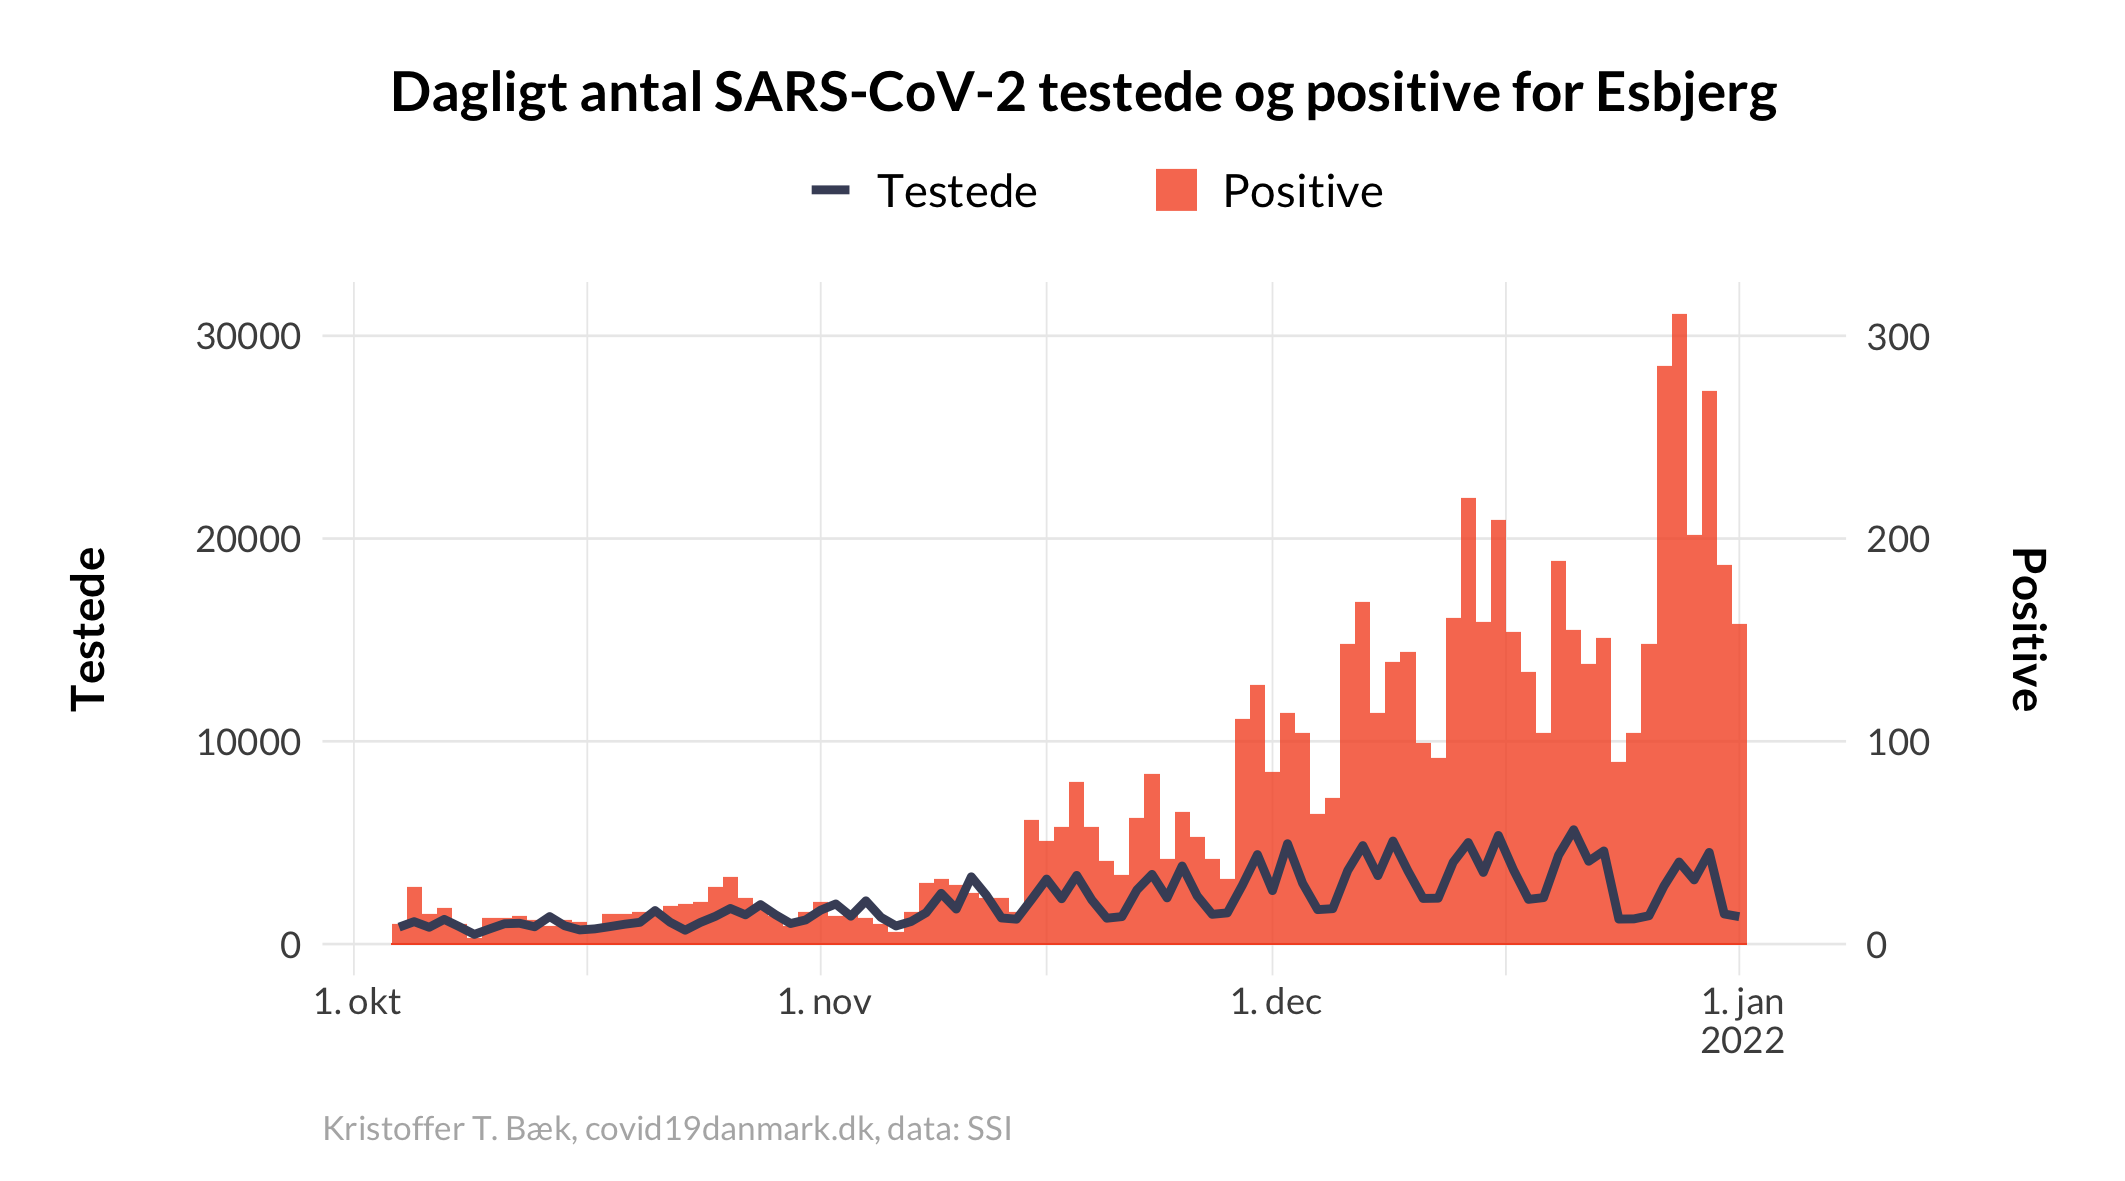 Dagligt antal SARS-CoV-2 testede og positive for Esbjerg
Testede
Positive
30000
20000
10000
0
300
200
100
0
Testede
Positive
1. okt
1. nov
1. dec
1. jan
2022
Kristoffer T. Bæk, covid19danmark.dk, data: SSI